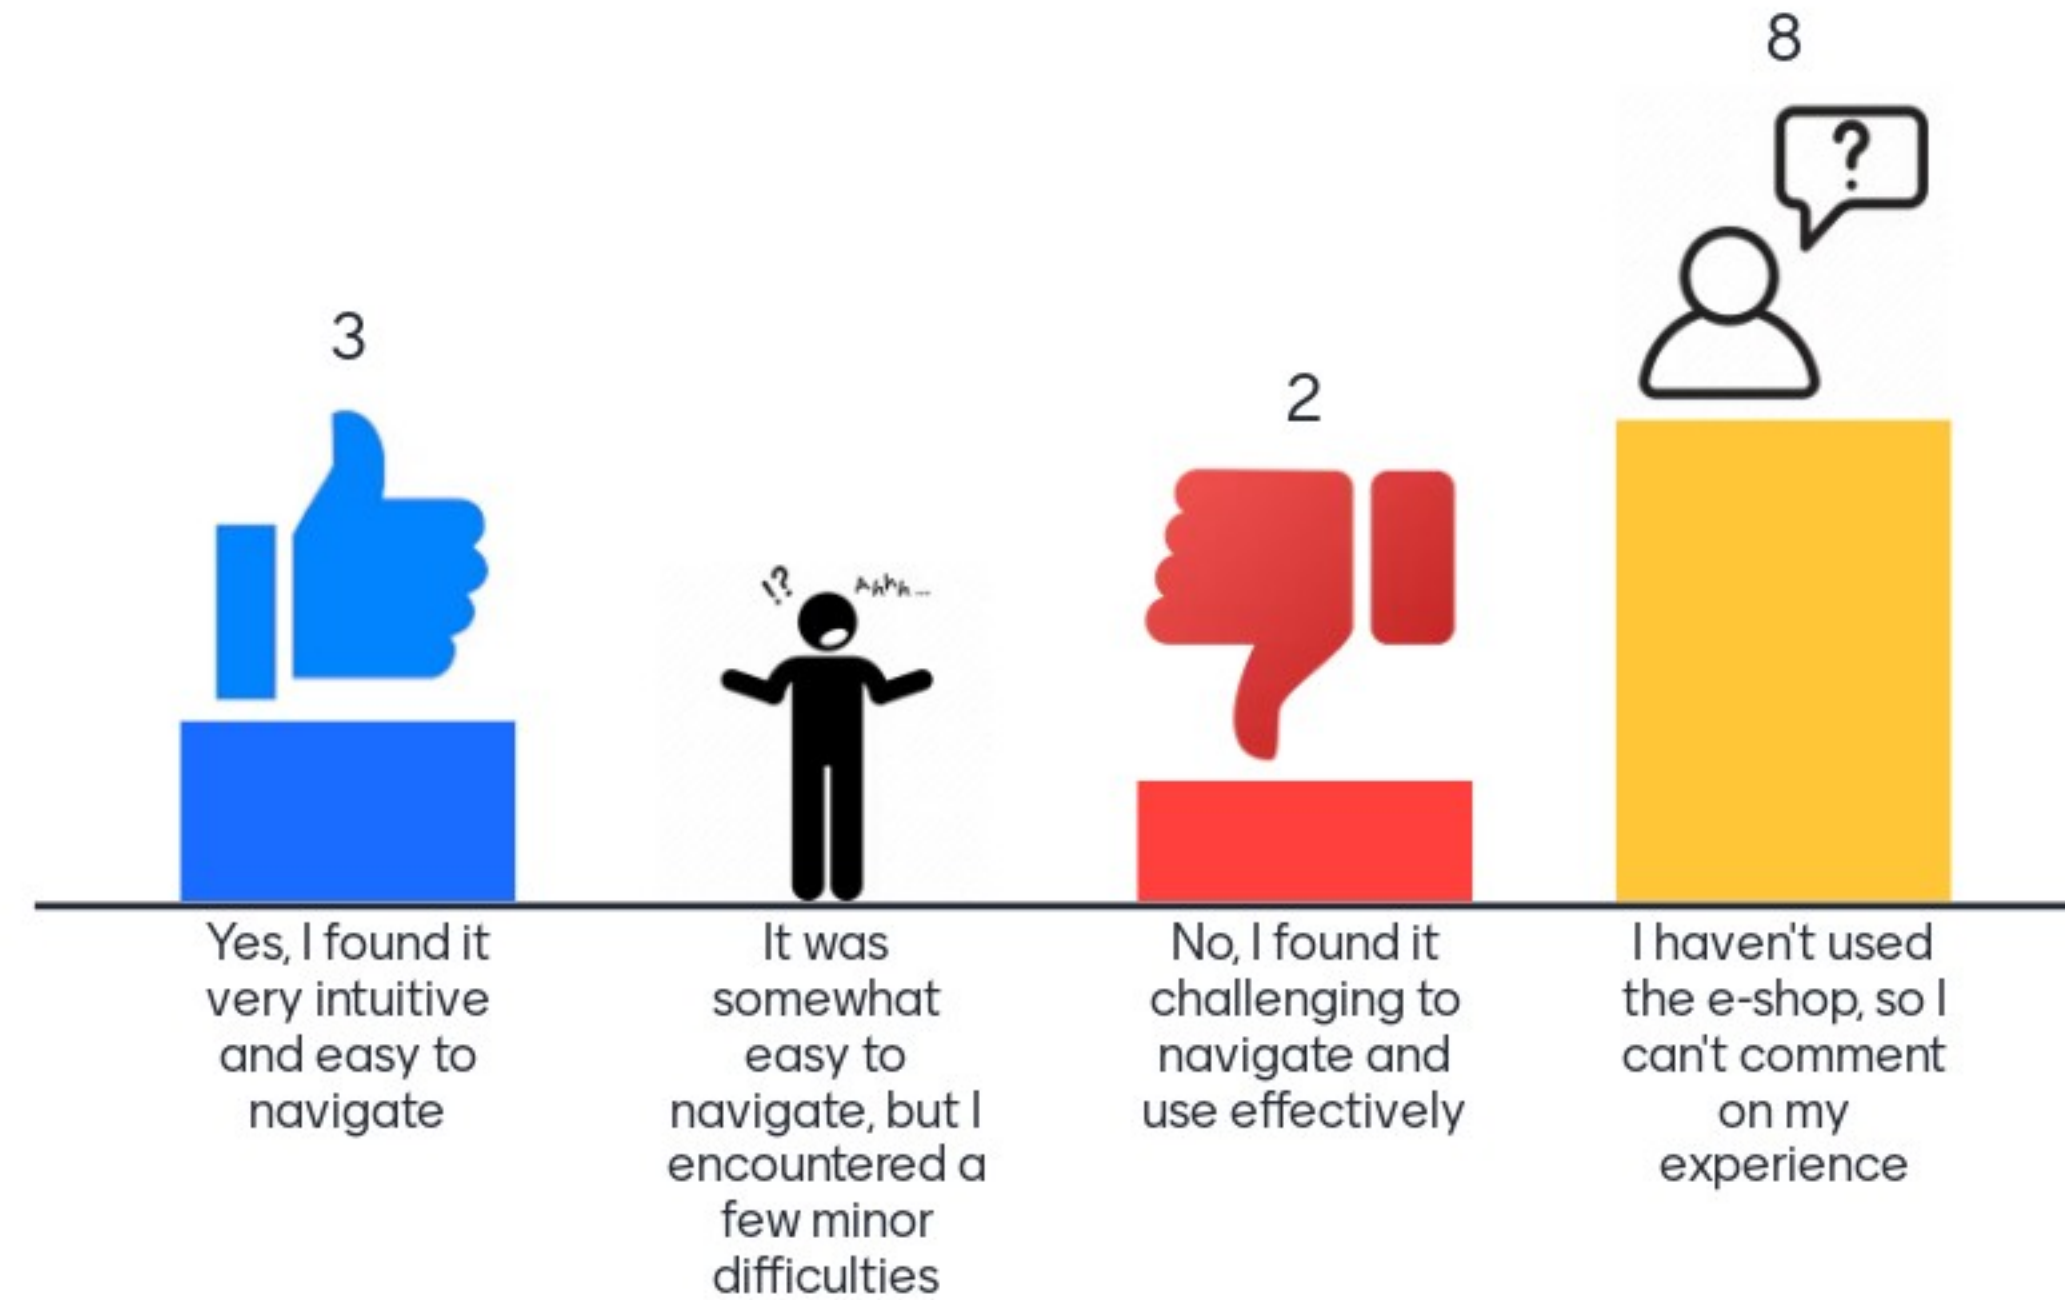 8
?
3
2
!? Ahhh...
Yes, I found it
very intuitive
and easy to
navigate
It was
somewhat
easy to
navigate, but I
encountered a
few minor
difficulties
No, I found it
challenging to
navigate and
use effectively
I haven't used
the e-shop, so I
can't comment
on my
experience